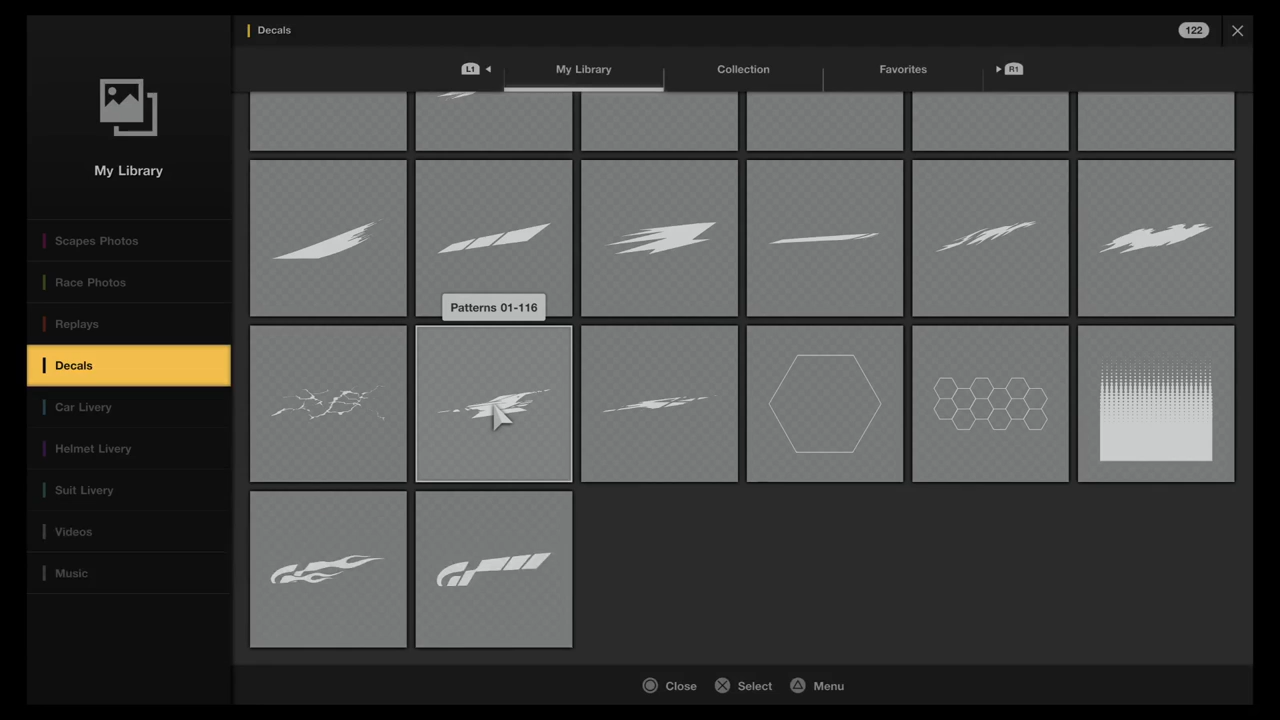 Decals
122
L1
My Library
Collection
Favorites
R1
My Library
Scapes Photos
Race Photos
Replays
Decals
Car Livery
Helmet Livery
Suit Livery
Videos
Music
Patterns 01-116
Close
Select
Menu